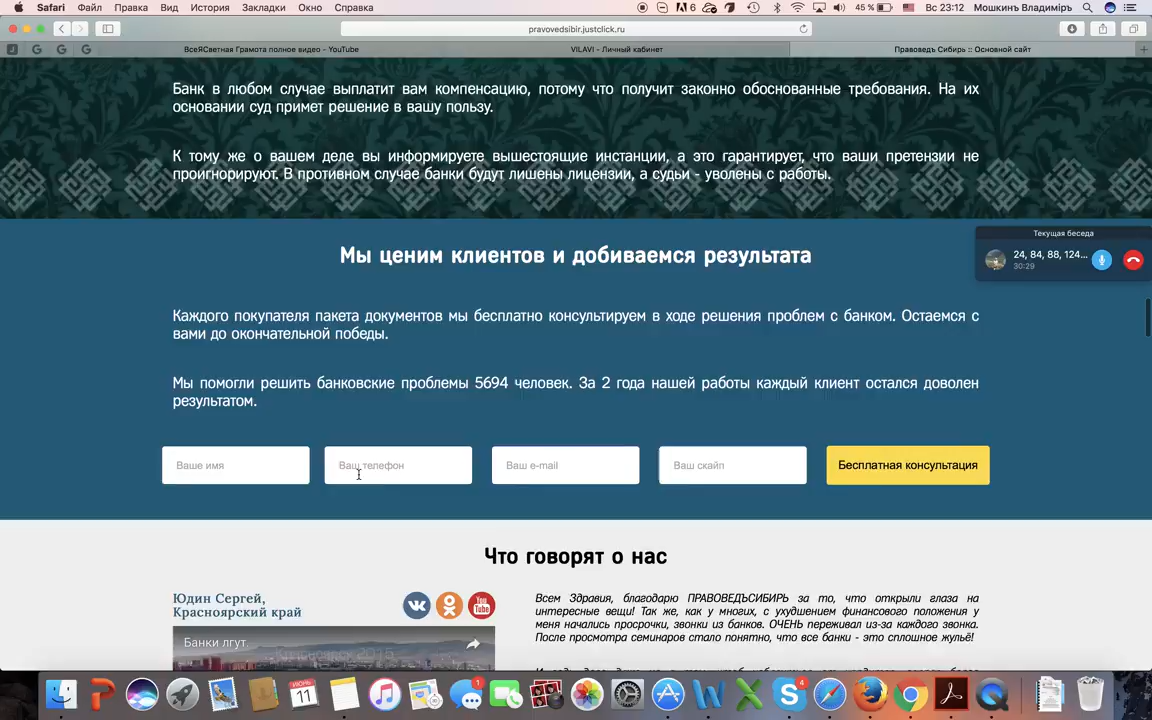 Safari Файл Правка Вид История Закладки Окно Справка 6 45 % Вс 23:12 Мошкинъ Владиміръ
pravovedsibir.justclick.ru
ВсеЯСветная Грамота полное видео - YouTube VILAVI - Личный кабинет Правоведъ Сибирь :: Основной сайт
Банк в любом случае выплатит вам компенсацию, потому что получит законно обоснованные требования. На их
основании суд примет решение в вашу пользу.
К тому же о вашем деле вы информируете вышестоящие инстанции, а это гарантирует, что ваши претензии не
проигнорируют. В противном случае банки будут лишены лицензии, а судьи - уволены с работы.
Текущая беседа
24, 84, 88, 124...
30:29
Мы ценим клиентов и добиваемся результата
Каждого покупателя пакета документов мы бесплатно консультируем в ходе решения проблем с банком. Остаемся с
вами до окончательной победы.
Мы помогли решить банковские проблемы 5694 человек. За 2 года нашей работы каждый клиент остался доволен
результатом.
Ваше имя Ваш телефон Ваш e-mail Ваш скайп Бесплатная консультация
Что говорят о нас
Юдин Сергей,
Красноярский край
You Tube
Банки лгут.
Всем Здравия, благодарю ПРАВОВЕДЪСИБИРЬ за то, что открыли глаза на
интересные вещи! Так же, как у многих, с ухудшением финансового положения у
меня начались просрочки, звонки из банков. ОЧЕНЬ переживал из-за каждого звонка.
После просмотра семинаров стало понятно, что все банки - это сплошное жульё!
ИЮНЬ
11
1
4